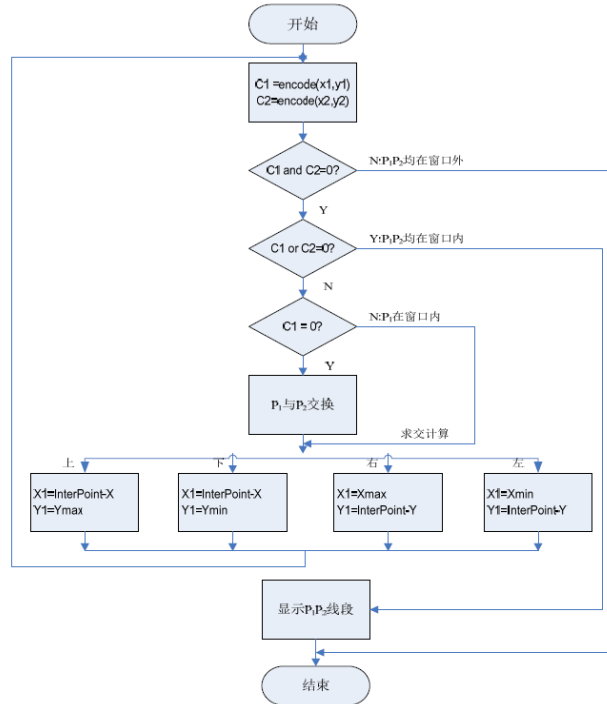 开始
C1 =encode(x1,y1)
C2=encode(x2,y2)
C1 and C2=0?
N:P₁P₂均在窗口外
Y
C1 or C2=0?
Y:P1P₂均在窗口内
N
C1 = 0?
N:P₁在窗口内
Y
P₁与P₂交换
求交计算
上
下
右
左
X1=InterPoint-X
Y1=Ymax
X1=InterPoint-X
Y1=Ymin
X1=Xmax
Y1=InterPoint-Y
X1=Xmin
Y1=InterPoint-Y
显示P₁P₂线段
结束